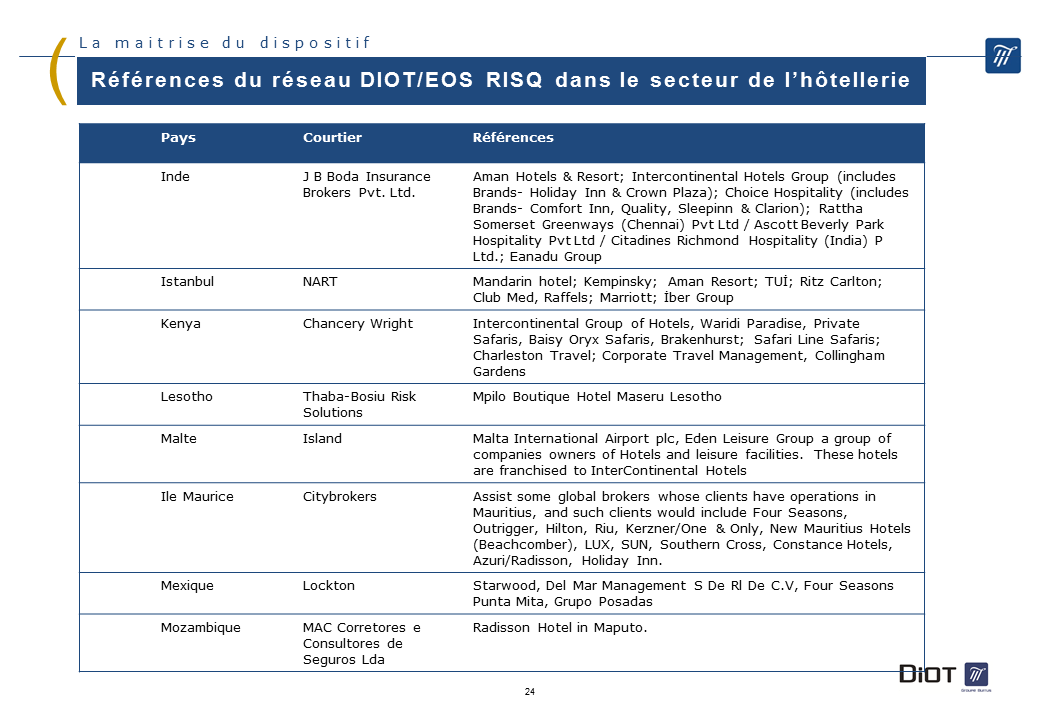 La maitrise du dispositif
Références du réseau DIOT/EOS RISQ dans le secteur de l’hôtellerie
Pays Courtier Références
Inde J B Boda Insurance Aman Hotels & Resort; Intercontinental Hotels Group (includes
Brokers Pvt. Ltd. Brands- Holiday Inn & Crown Plaza); Choice Hospitality (includes
Brands- Comfort Inn, Quality, Sleepinn & Clarion); Rattha
Somerset Greenways (Chennai) Pvt Ltd / Ascott Beverly Park
Hospitality Pvt Ltd / Citadines Richmond Hospitality (India) P
Ltd.; Eanadu Group
Istanbul NART Mandarin hotel; Kempinsky; Aman Resort; TUİ; Ritz Carlton;
Club Med, Raffels; Marriott; İber Group
Kenya Chancery Wright Intercontinental Group of Hotels, Waridi Paradise, Private
Safaris, Baisy Oryx Safaris, Brakenhurst; Safari Line Safaris;
Charleston Travel; Corporate Travel Management, Collingham
Gardens
Lesotho Thaba-Bosiu Risk Mpilo Boutique Hotel Maseru Lesotho
Solutions
Malte Island Malta International Airport plc, Eden Leisure Group a group of
companies owners of Hotels and leisure facilities. These hotels
are franchised to InterContinental Hotels
Ile Maurice Citybrokers Assist some global brokers whose clients have operations in
Mauritius, and such clients would include Four Seasons,
Outrigger, Hilton, Riu, Kerzner/One & Only, New Mauritius Hotels
(Beachcomber), LUX, SUN, Southern Cross, Constance Hotels,
Azuri/Radisson, Holiday Inn.
Mexique Lockton Starwood, Del Mar Management S De Rl De C.V, Four Seasons
Punta Mita, Grupo Posadas
Mozambique MAC Corretores e Radisson Hotel in Maputo.
Consultores de
Seguros Lda
DiOT
Groupe Burrus
24